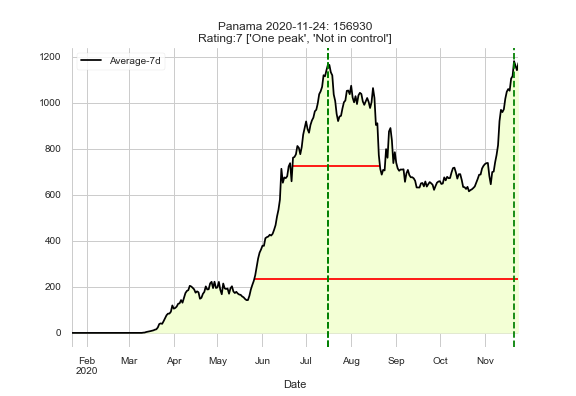 Panama 2020-11-24: 156930
Rating:7 ['One peak', 'Not in control']
Average-7d
1200
1000
800
600
400
200
0
Feb Mar Apr May Jun Jul Aug Sep Oct Nov
2020
Date